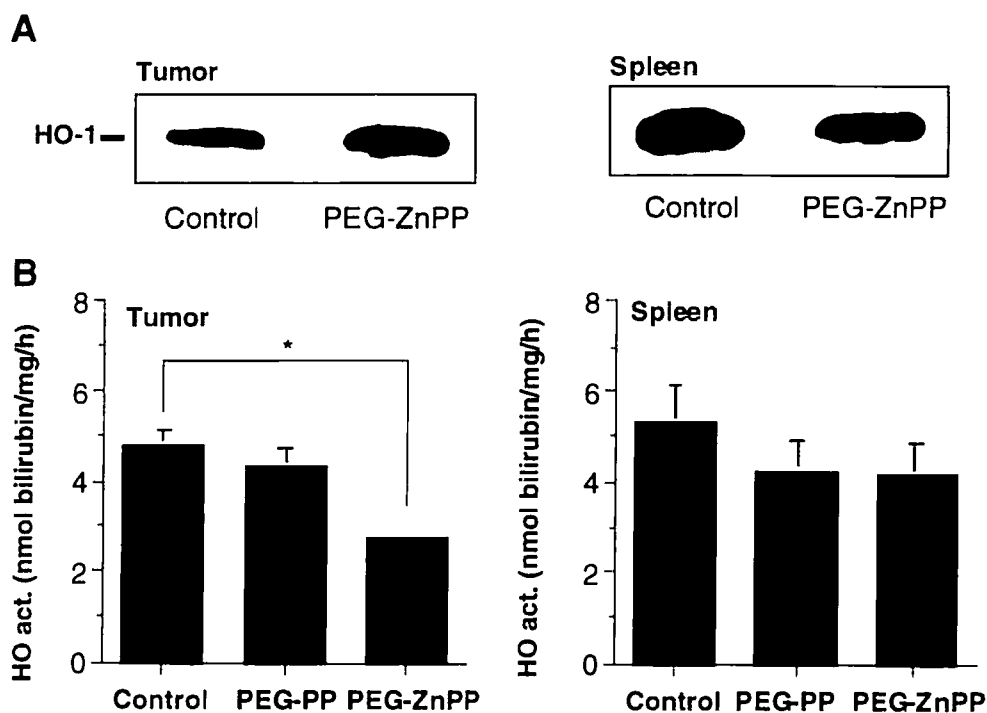 A
Tumor
Spleen
HO-1
Control PEG-ZnPP
Control PEG-ZnPP
B
HO act. (nmol bilirubin/mg/h)
8
6
4
2
0
Tumor
*
Control PEG-PP PEG-ZnPP
HO act. (nmol bilirubin/mg/h)
8
6
4
2
0
Spleen
Control PEG-PP PEG-ZnPP